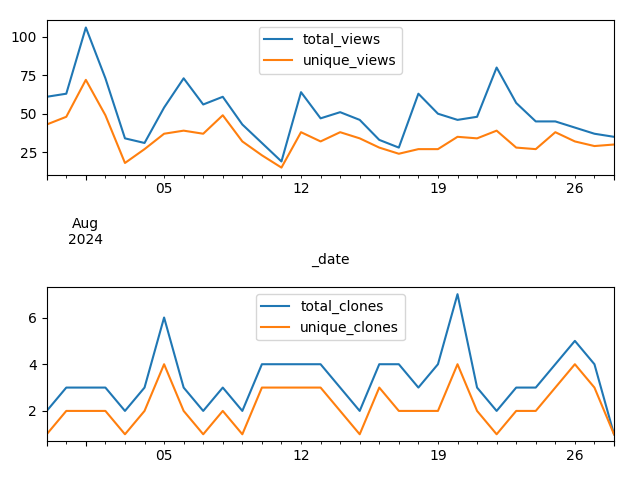 total_views
unique_views
100
75
50
25
05 12 19 26
Aug
2024
_date
total_clones
unique_clones
6
4
2
05 12 19 26